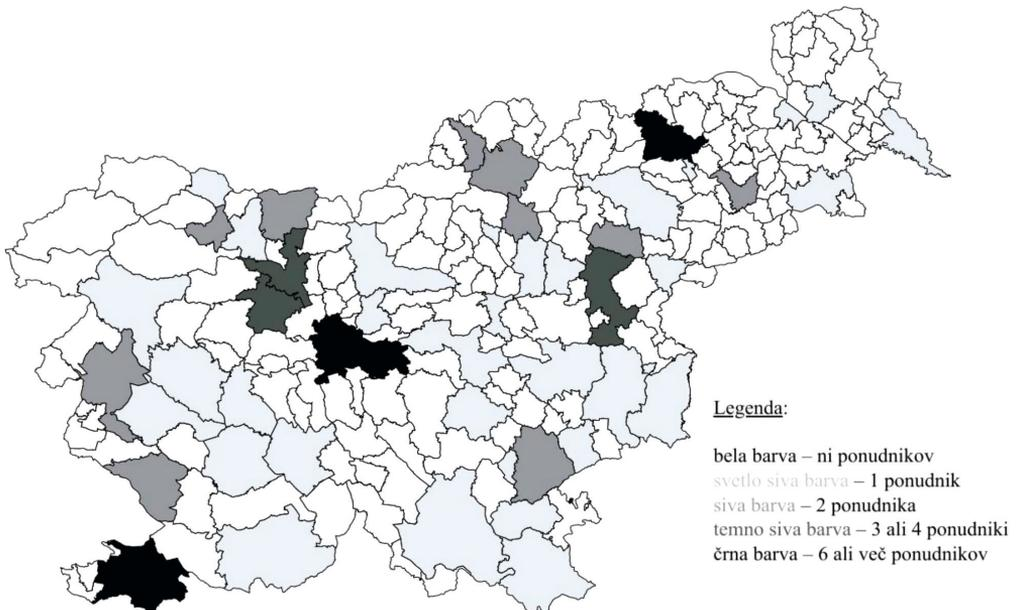 Legenda:
bela barva – ni ponudnikov
svetlo siva barva – 1 ponudnik
siva barva – 2 ponudnika
temno siva barva – 3 ali 4 ponudniki
črna barva – 6 ali več ponudnikov